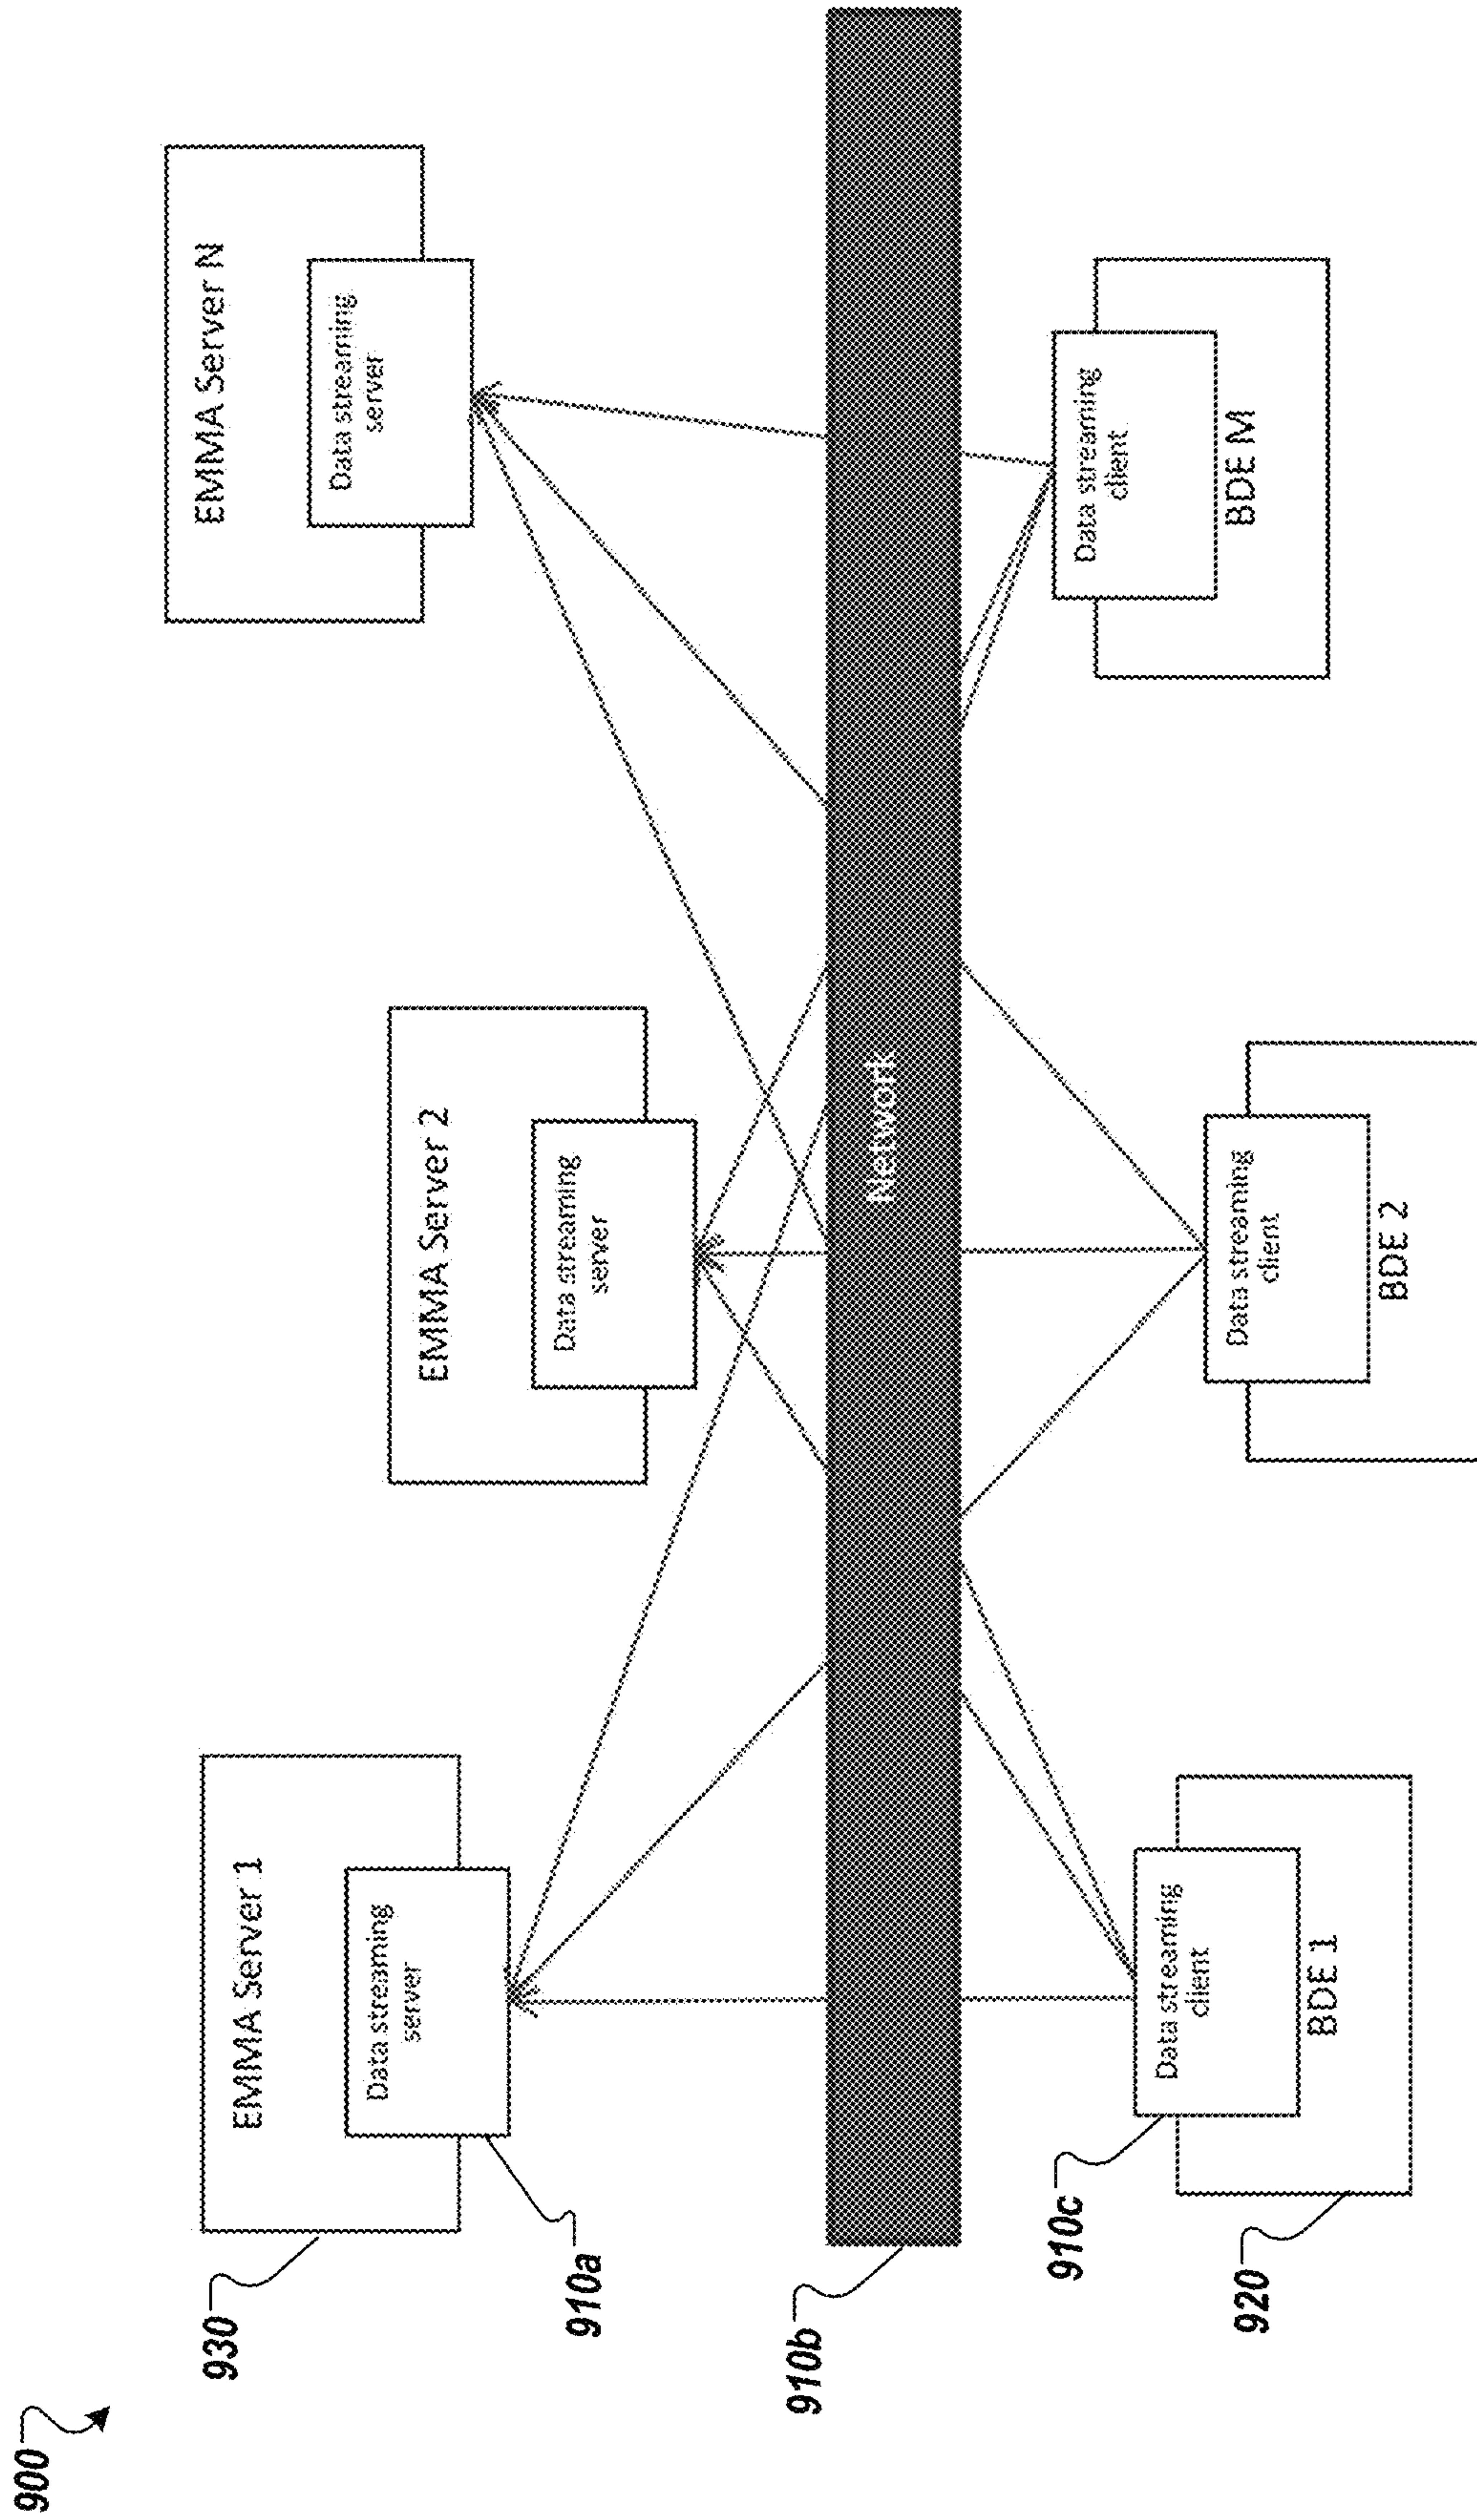 900
930
EMMA Server 1
Data streaming
server
910a
EMMA Server 2
Data streaming
server
EMMA Server N
Data streaming
server
910b
Network
910c
920
Data streaming
client
BDE 1
Data streaming
client
BDE 2
Data streaming
client
BDE M